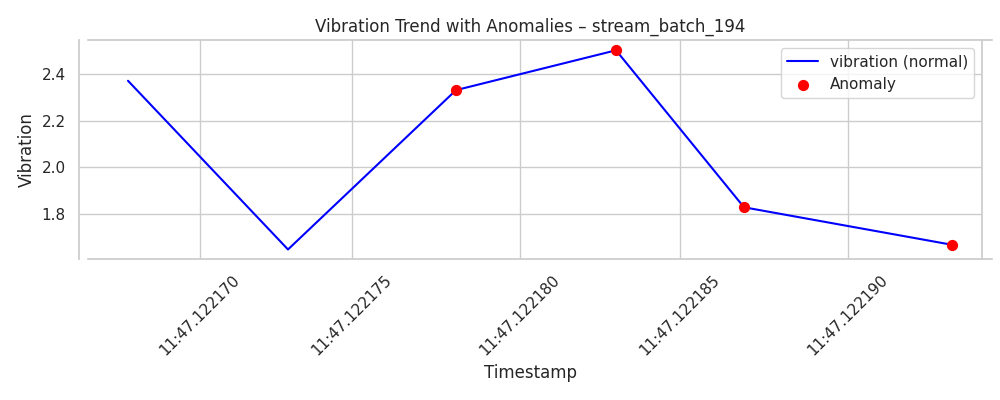 Vibration Trend with Anomalies – stream_batch_194
vibration (normal)
Anomaly
Vibration
2.4
2.2
2.0
1.8
11:47.122170
11:47.122175
11:47.122180
11:47.122185
11:47.122190
Timestamp